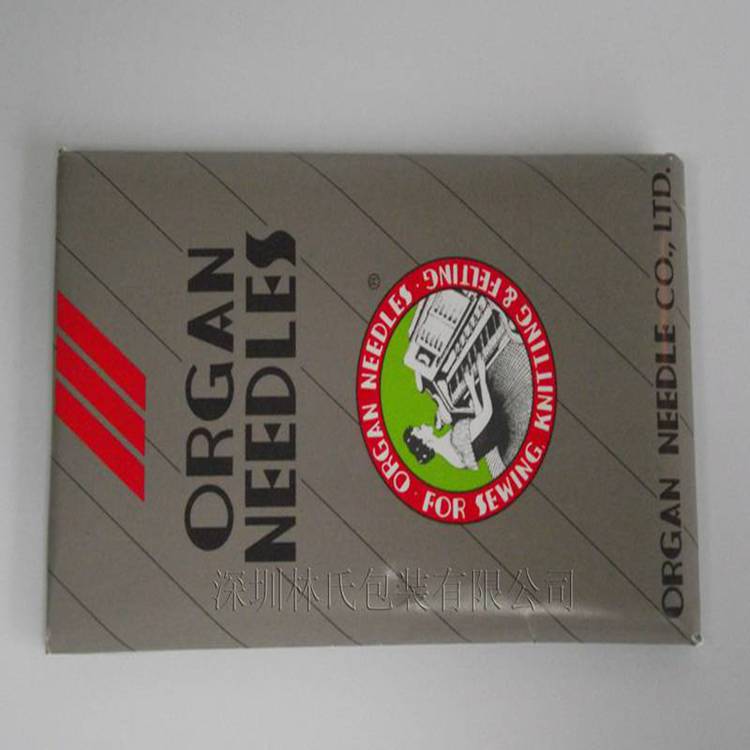 ORGAN
NEEDLES
®
ORGAN NEEDLES · FOR SEWING, KNITTING & FELTING ·
ORGAN NEEDLE CO., LTD.
深圳林氏包装有限公司